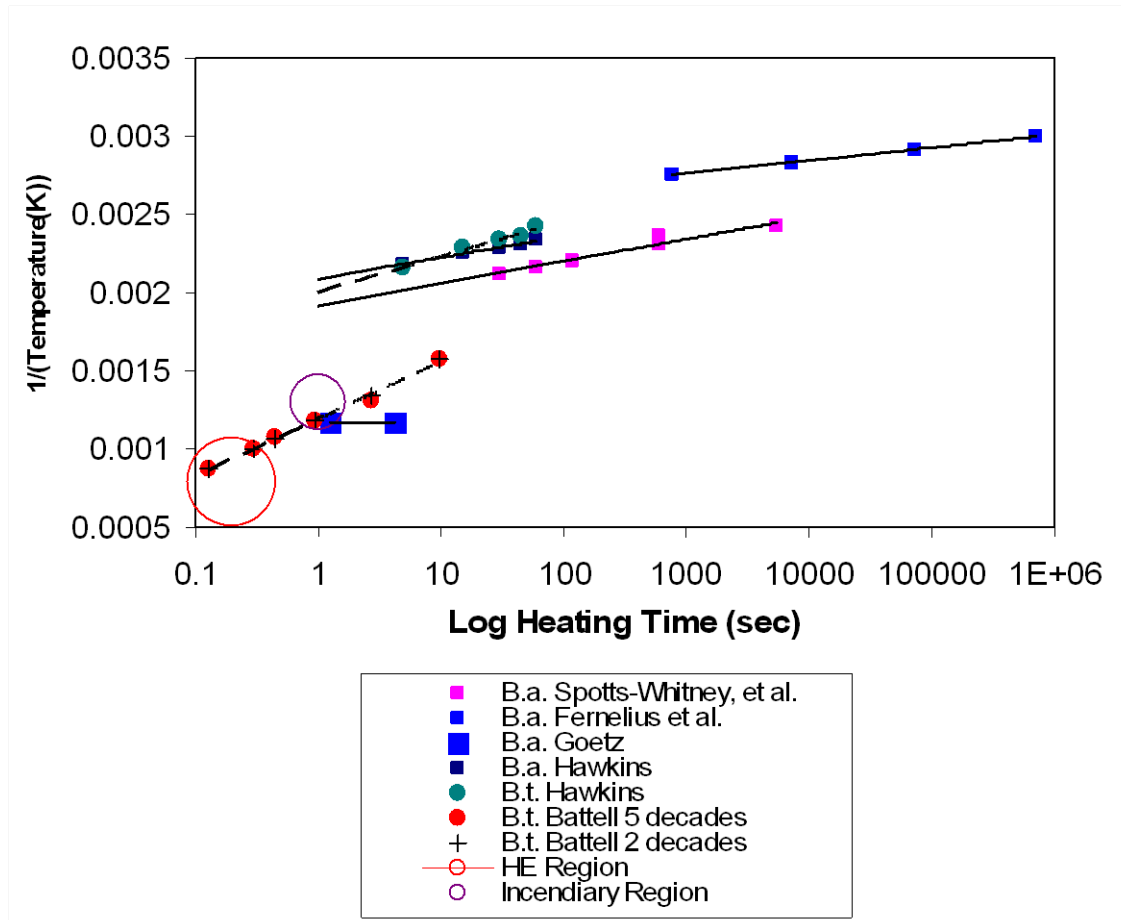 0.0035
0.003
0.0025
0.002
0.0015
0.001
0.0005
1/(Temperature(K))
0.1 1 10 100 1000 10000 100000 1E+06
Log Heating Time (sec)
B.a. Spotts-Whitney, et al.
B.a. Fernelius et al.
B.a. Goetz
B.a. Hawkins
B.t. Hawkins
B.t. Battell 5 decades
B.t. Battell 2 decades
HE Region
Incendiary Region